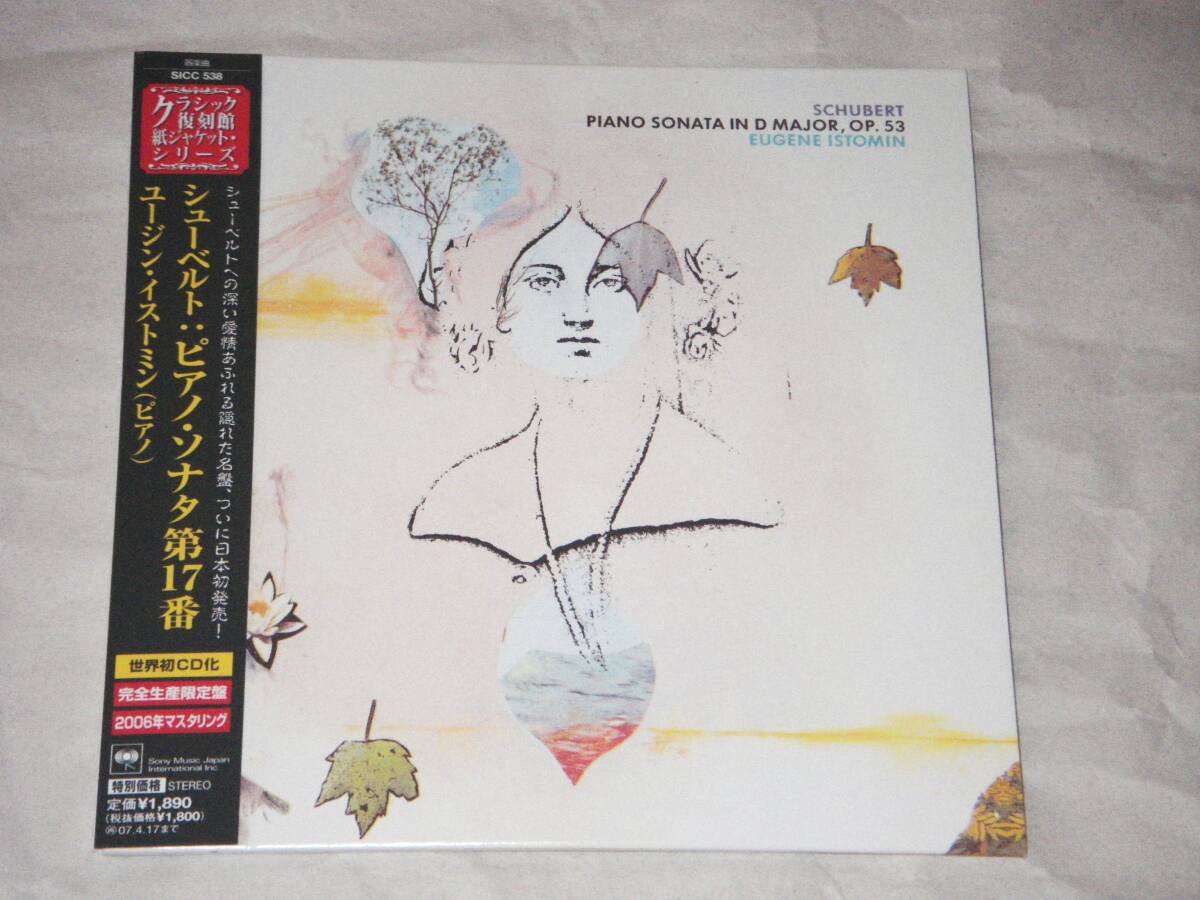 器楽曲
SICC 538
クラシック
復刻館
紙ジャケット・
シリーズ
シューベルトへの深い愛情あふれる隠れた名盤、ついに日本初発売!
シューベルト:ピアノ・ソナタ第17番
ユージン・イストミン(ピアノ)
世界初CD化
完全生産限定盤
2006年マスタリング
Sony Music Japan
International Inc.
特別価格 STEREO
定価¥1,890
(税抜価格¥1,800)
07.4.17まで
SCHUBERT
PIANO SONATA IN D MAJOR, OP. 53
EUGENE ISTOMIN